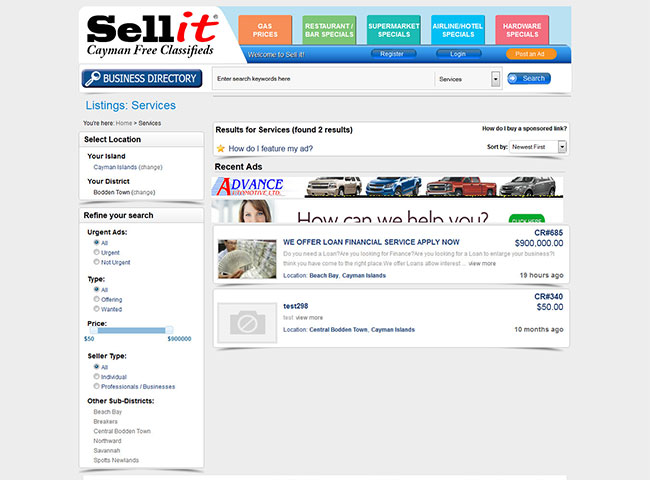 Sellit
Cayman Free Classifieds
GAS
PRICES
RESTAURANT /
BAR SPECIALS
SUPERMARKET
SPECIALS
AIRLINE/HOTEL
SPECIALS
HARDWARE
SPECIALS
Welcome to Sell It!
Register
Login
Post an Ad
BUSINESS DIRECTORY
Enter search keywords here
Services
Search
Listings: Services
You're here: Home > Services
Select Location
Your Island
Cayman Islands (change)
Your District
Bodden Town (change)
Refine your search
Urgent Ads:
All
Urgent
Not Urgent
Type:
All
Offering
Wanted
Price:
$50 $900000
Seller Type:
All
Individual
Professionals / Businesses
Other Sub-Districts:
Beach Bay
Breakers
Central Bodden Town
Northward
Savannah
Spotts Newlands
Results for Services (found 2 results)
How do I buy a sponsored link?
How do I feature my ad?
Sort by: Newest First
Recent Ads
ADVANCE
AUTOMOTIVE LTD.
How can we help you?
CLICK HERE
CR#685
WE OFFER LOAN FINANCIAL SERVICE APPLY NOW
$900,000.00
Do you need a Loan?Are you looking for Finance?Are you looking for a Loan to enlarge your business?I
think you have come to the right place We offer Loans atlow interest ... view more
Location: Beach Bay, Cayman Islands
19 hours ago
CR#340
test298
$50.00
test view more
Location: Central Bodden Town, Cayman Islands
10 months ago